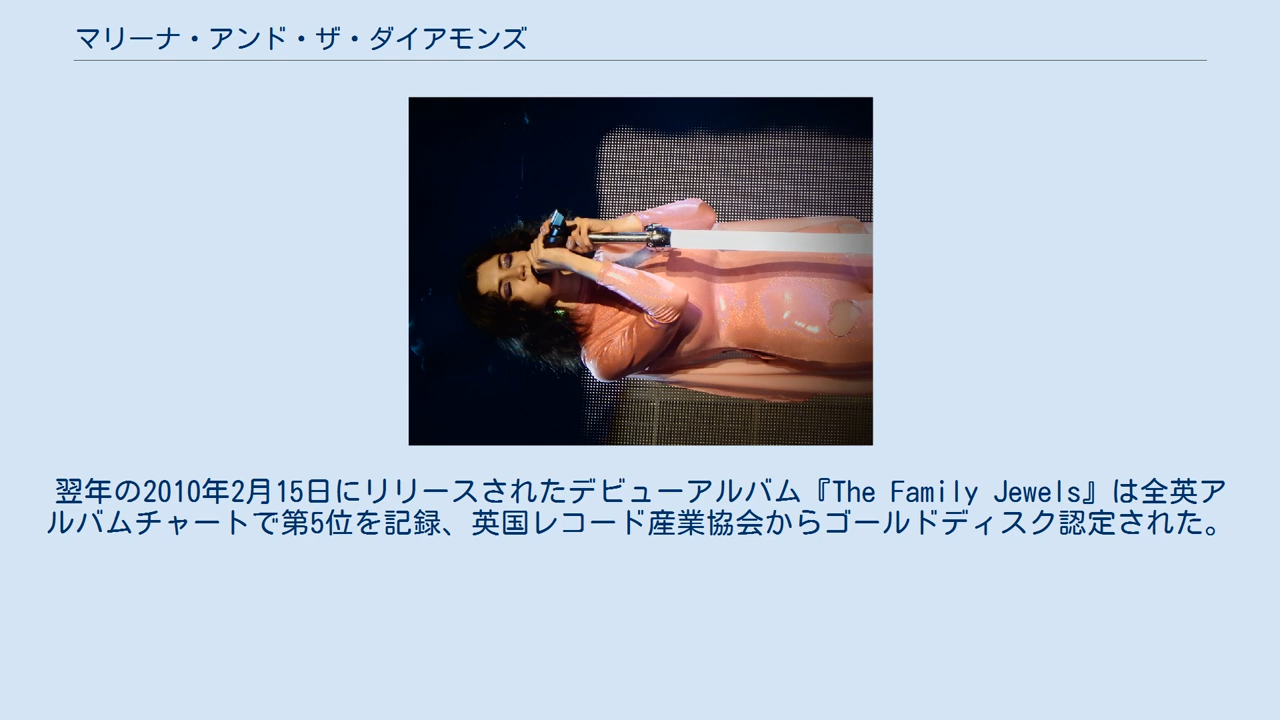 マリーナ・アンド・ザ・ダイアモンズ
翌年の2010年2月15日にリリースされたデビューアルバム『The Family Jewels』は全英ア
ルバムチャートで第5位を記録、英国レコード産業協会からゴールドディスク認定された。